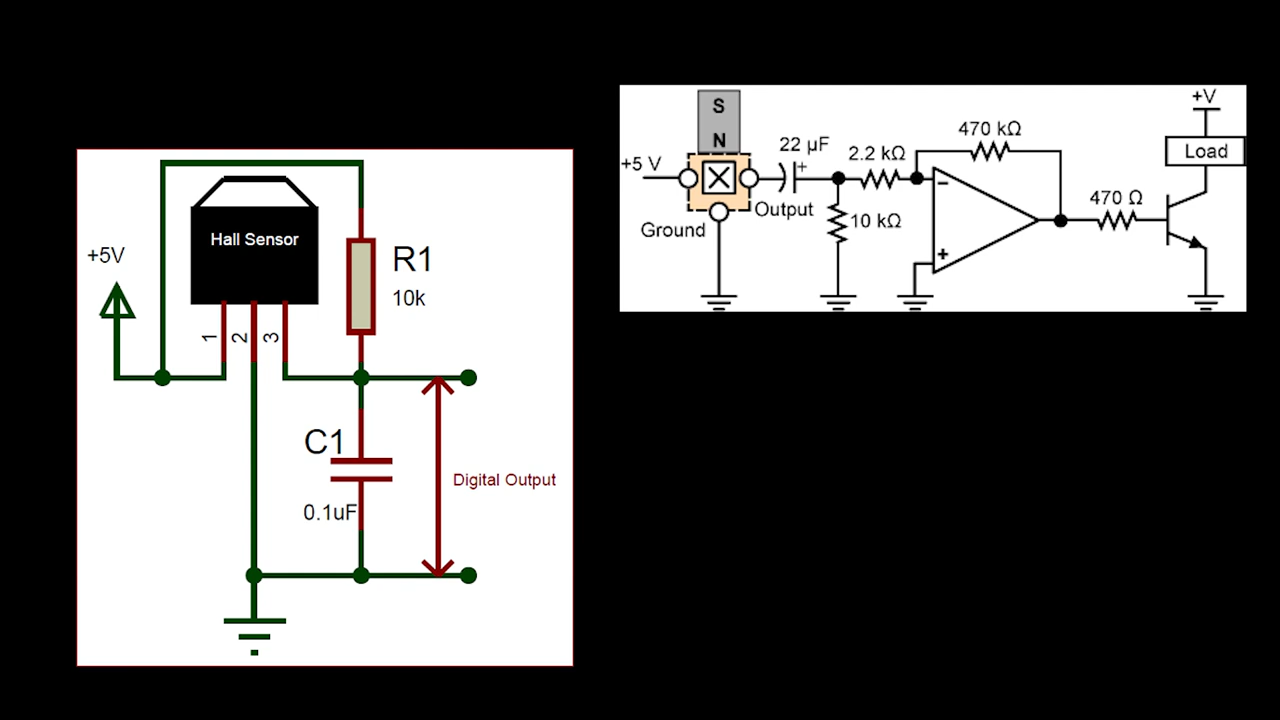 Hall Sensor
+5V
R1
10k
1
2
3
C1
Digital Output
0.1uF
S
N
+5 V
22 µF
+
2.2 kΩ
470 kΩ
+V
Load
Output
Ground
10 kΩ
−
+
470 Ω